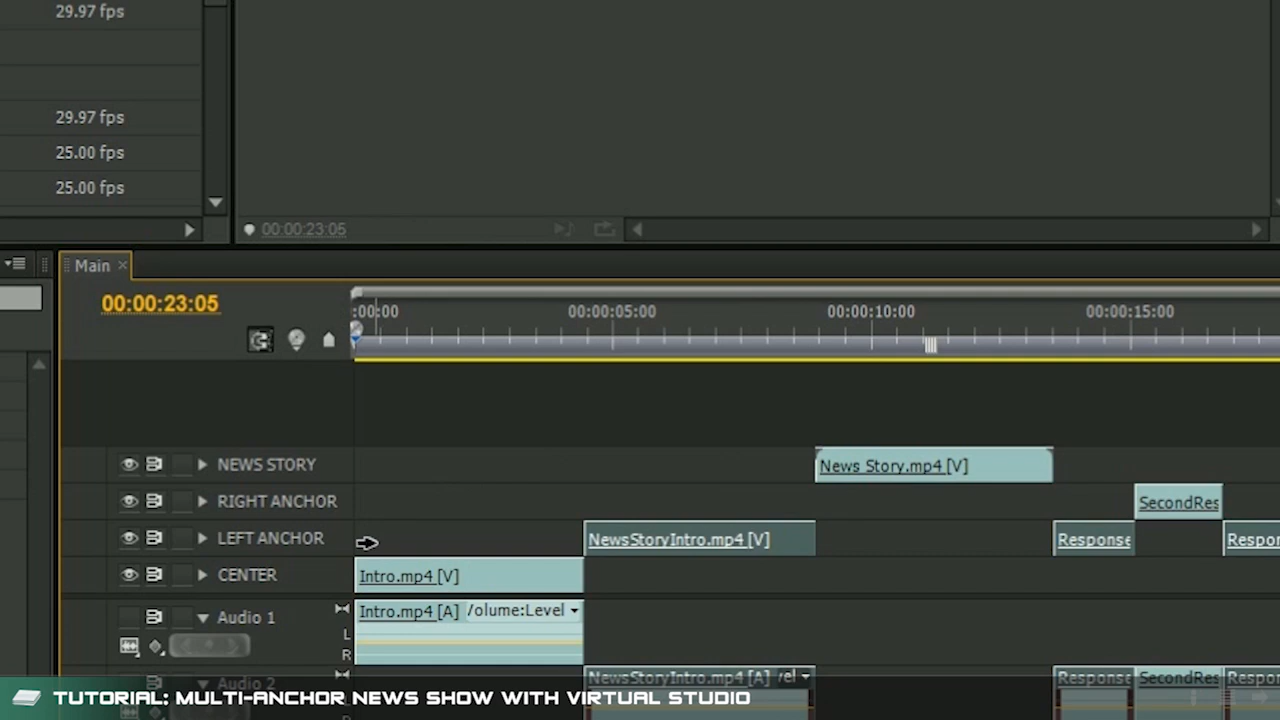 29.97 fps
29.97 fps
25.00 fps
25.00 fps
00:00:23:05
Main
00:00:23:05
:00:00 00:00:05:00 00:00:10:00 00:00:15:00
NEWS STORY News Story.mp4 [V]
RIGHT ANCHOR SecondRes
LEFT ANCHOR NewsStoryIntro.mp4 [V] Response Respor
CENTER Intro.mp4 [V]
Audio 1 Intro.mp4 [A] /olume:Level
L
R
Audio 2 NewsStoryIntro.mp4 [A] rel Response SecondRes Respor
L
TUTORIAL: MULTI-ANCHOR NEWS SHOW WITH VIRTUAL STUDIO